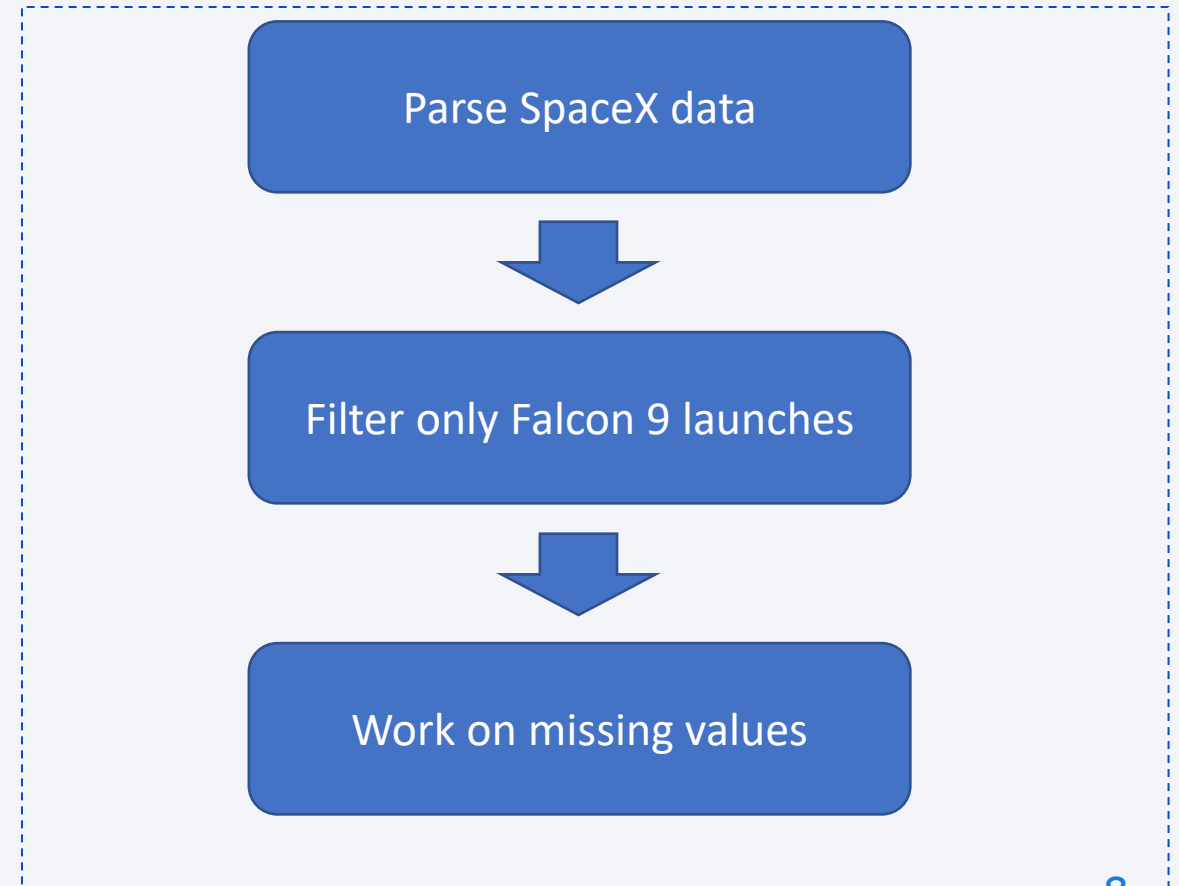 Parse SpaceX data
Filter only Falcon 9 launches
Work on missing values